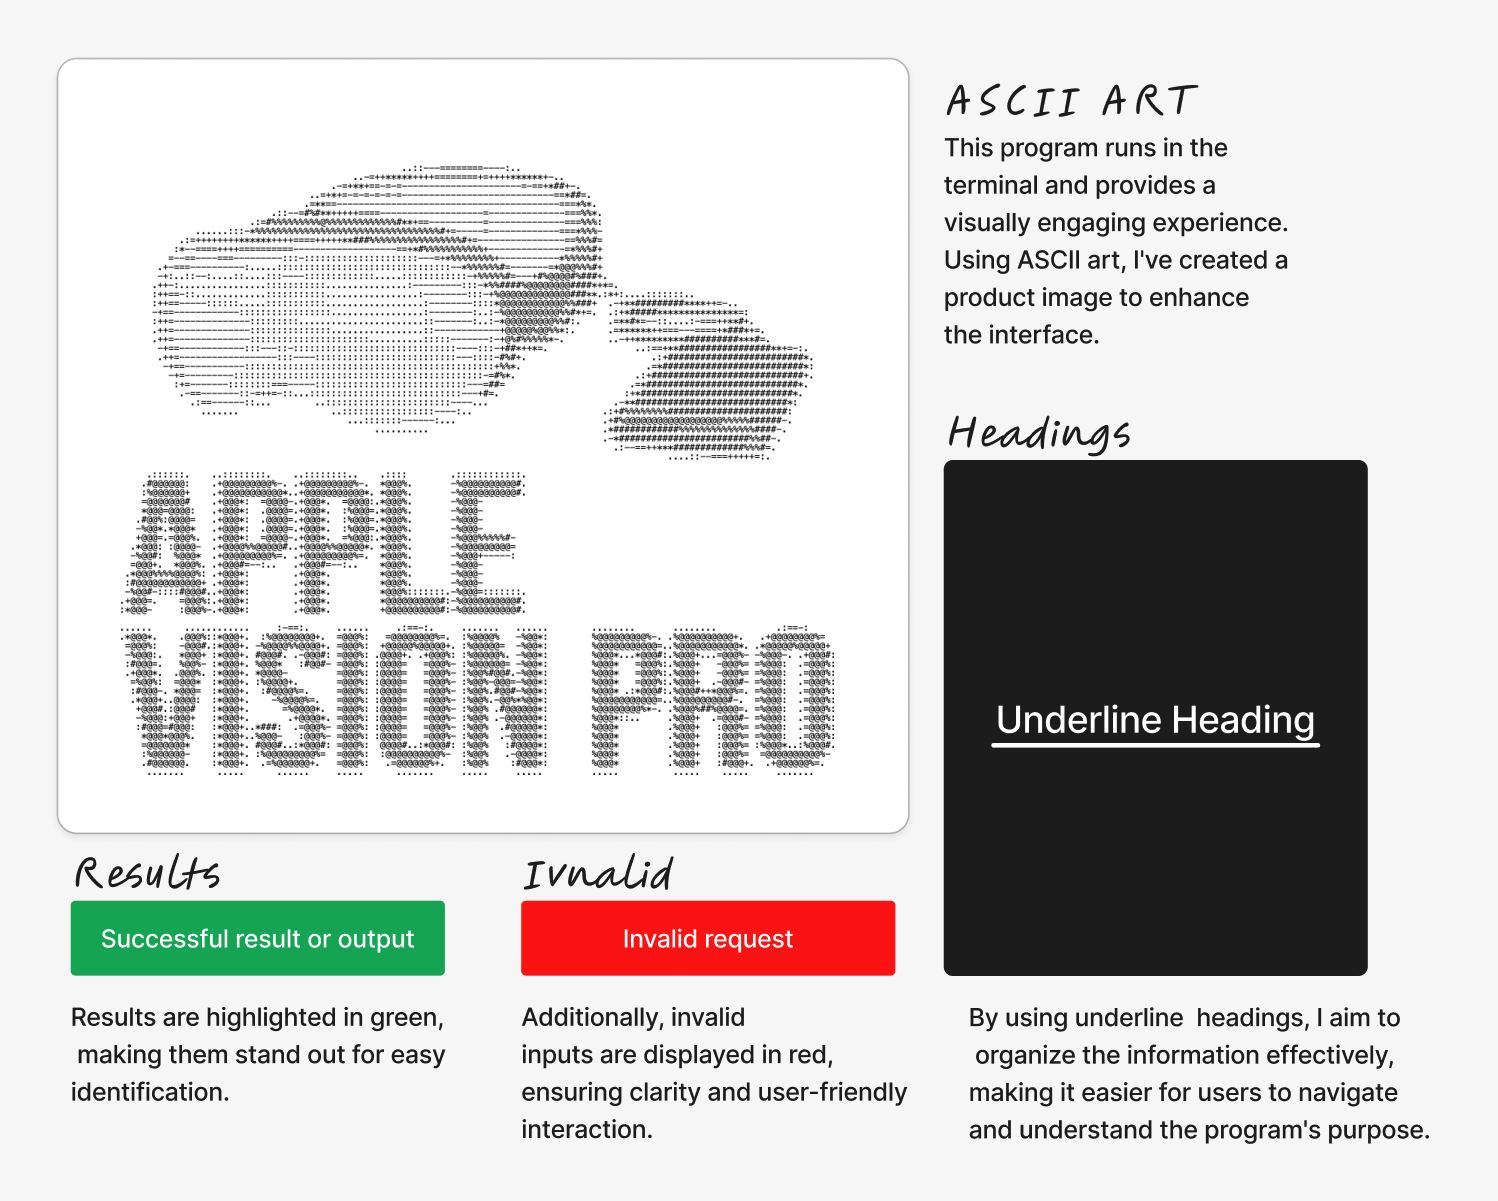 APPLE
VISION PRO
ASCII ART
This program runs in the
terminal and provides a
visually engaging experience.
Using ASCII art, I've created a
product image to enhance
the interface.
Headings
Underline Heading
By using underline  headings, I aim to
organize the information effectively,
making it easier for users to navigate
and understand the program's purpose.
Results
Successful result or output
Results are highlighted in green,
making them stand out for easy
identification.
Ivnalid
Invalid request
Additionally, invalid
inputs are displayed in red,
ensuring clarity and user-friendly
interaction.